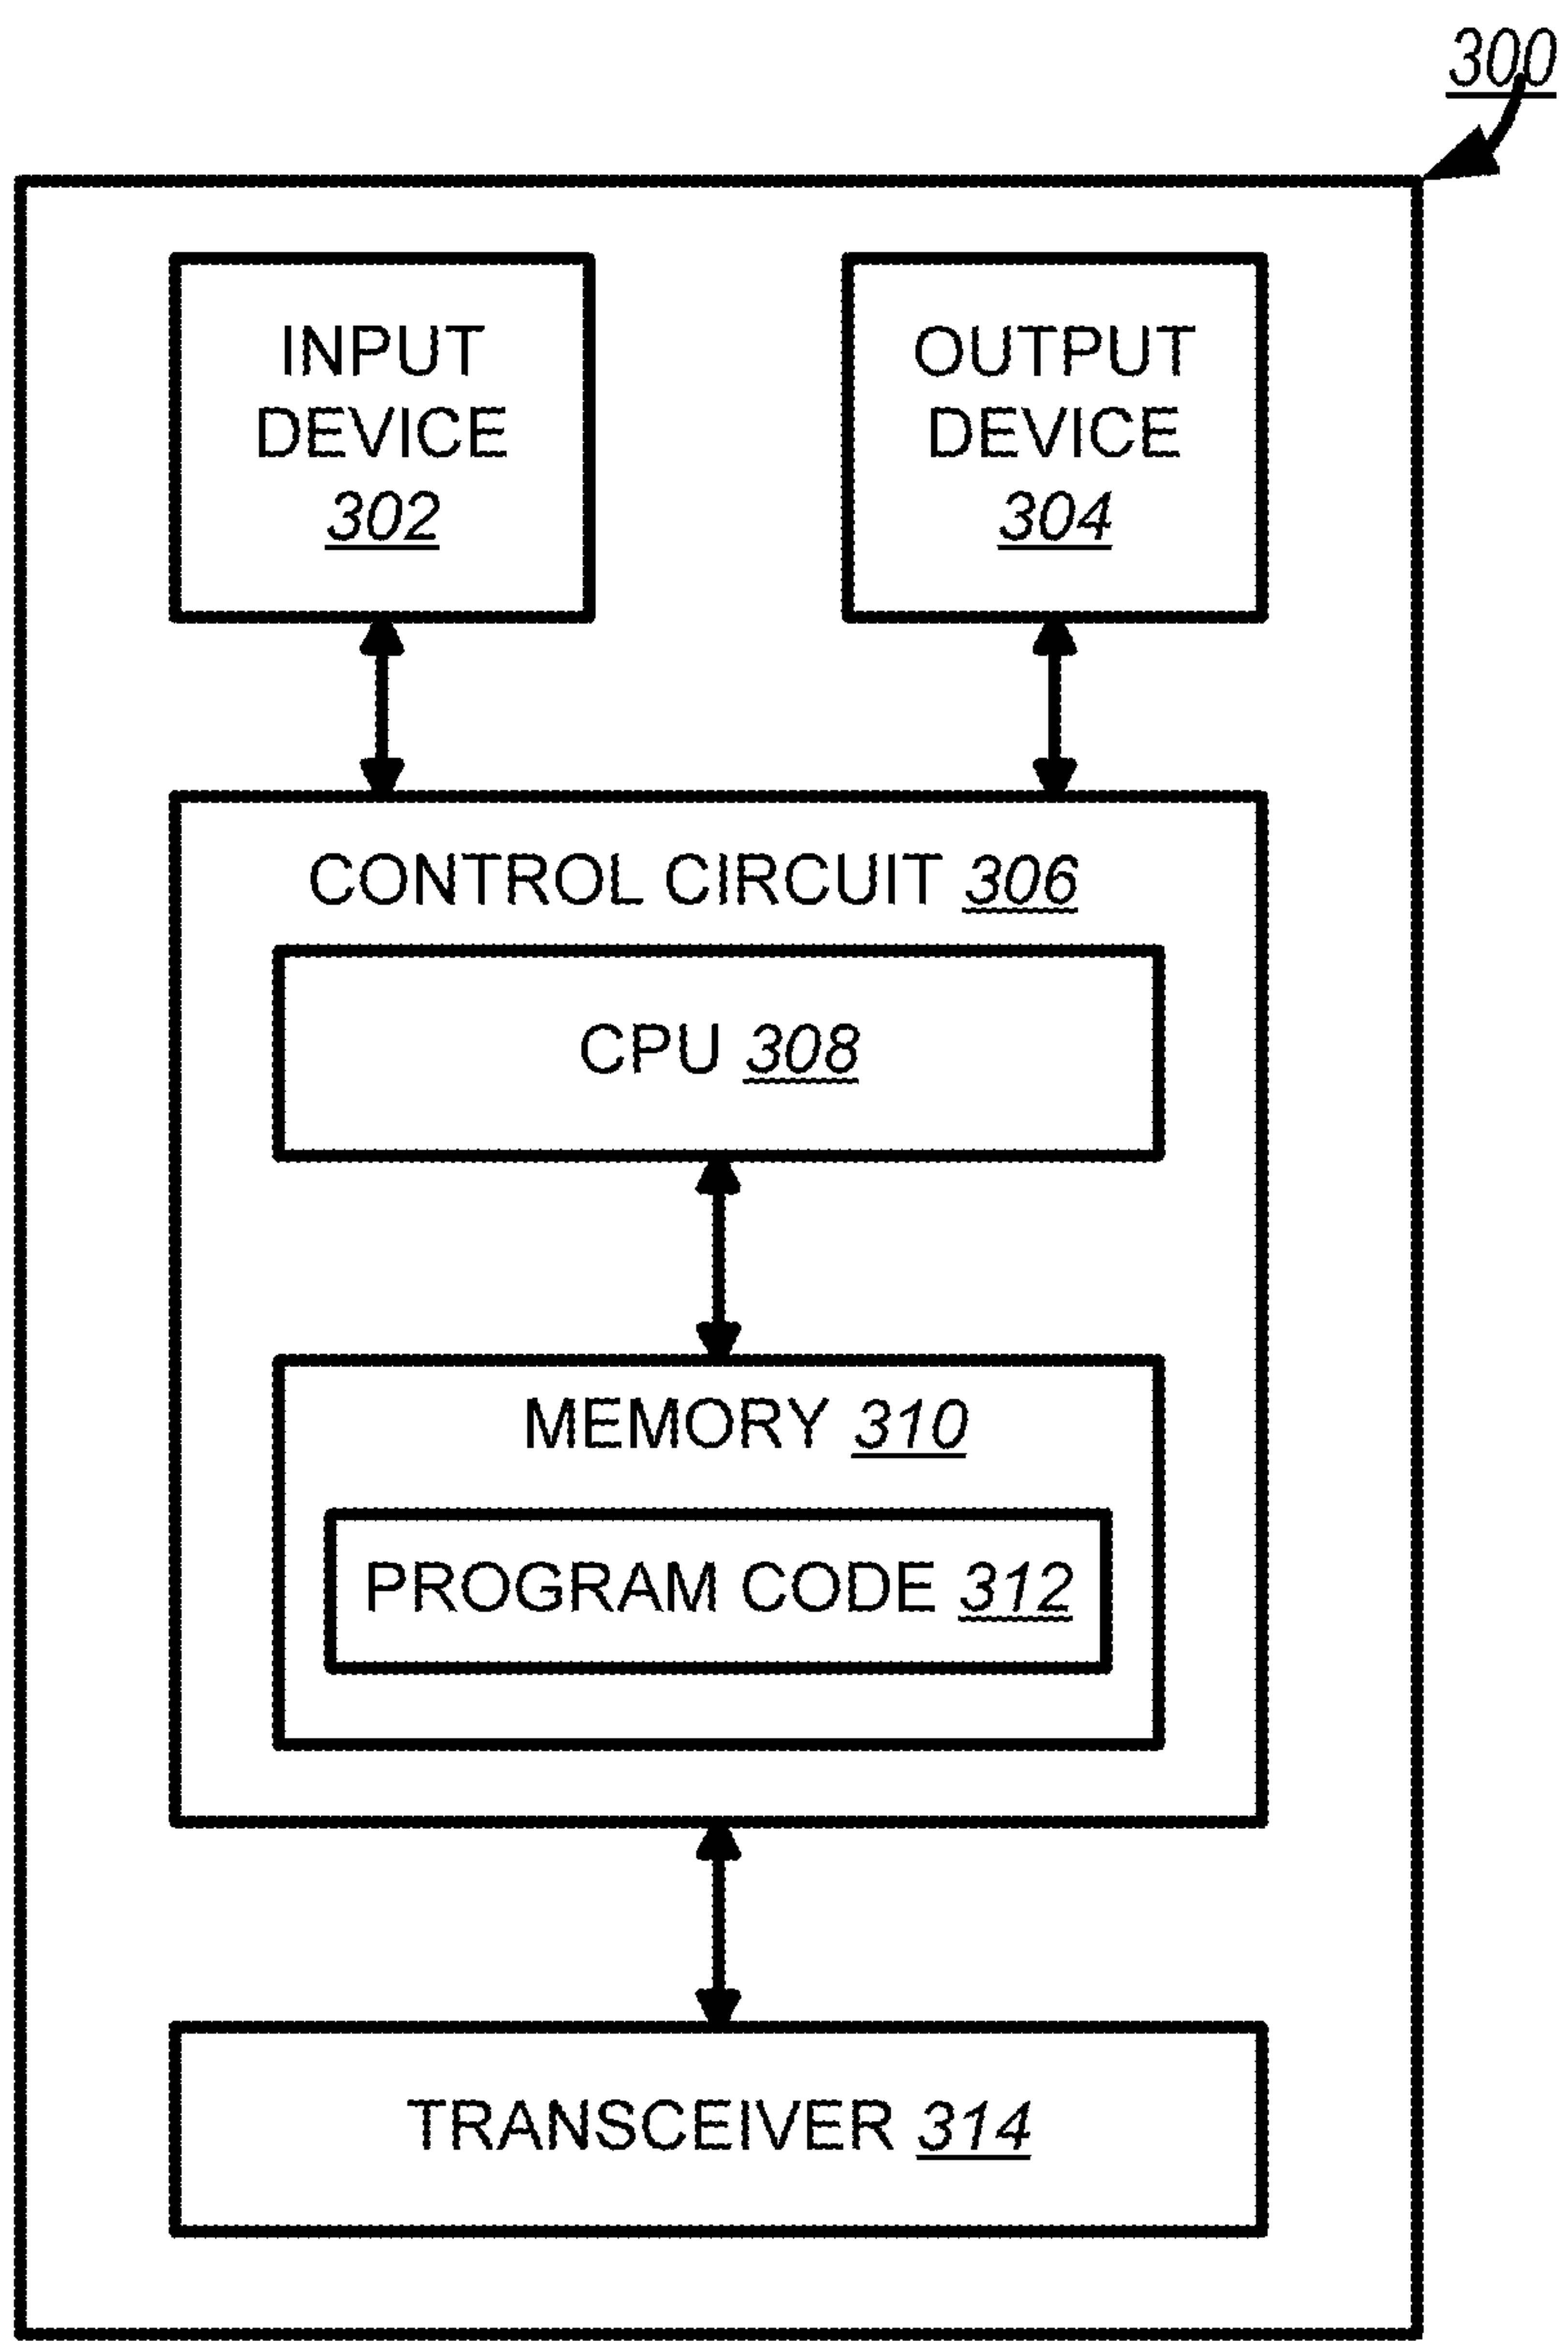 300
INPUT
DEVICE
302
OUTPUT
DEVICE
304
CONTROL CIRCUIT 306
CPU 308
MEMORY 310
PROGRAM CODE 312
TRANSCEIVER 314